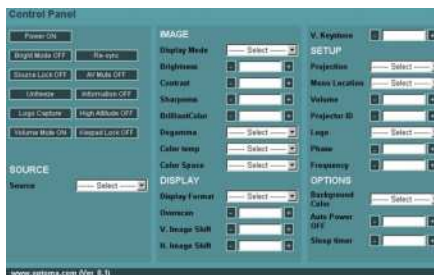 Control Panel
Power ON
Bright Mode OFF
Re-sync
Source Lock OFF
AV Mute OFF
Unfreeze
Information OFF
Logo Capture
High Altitude OFF
Volume Mute ON
Keypad Lock OFF
SOURCE
Source
----- Select -----
IMAGE
Display Mode
----- Select -----
Brightness
Contrast
Sharpness
BrilliantColor
Degamma
----- Select -----
Color temp
----- Select -----
Color Space
----- Select -----
DISPLAY
Display Format
----- Select -----
Overscan
V. Image Shift
H. Image Shift
V. Keystone
SETUP
Projection
----- Select -----
Menu Location
----- Select -----
Volume
Projector ID
Logo
----- Select -----
Phase
Frequency
OPTIONS
Background
Color
----- Select -----
Auto Power
OFF
Sleep timer
www.optoma.com (Ver. 0.1)